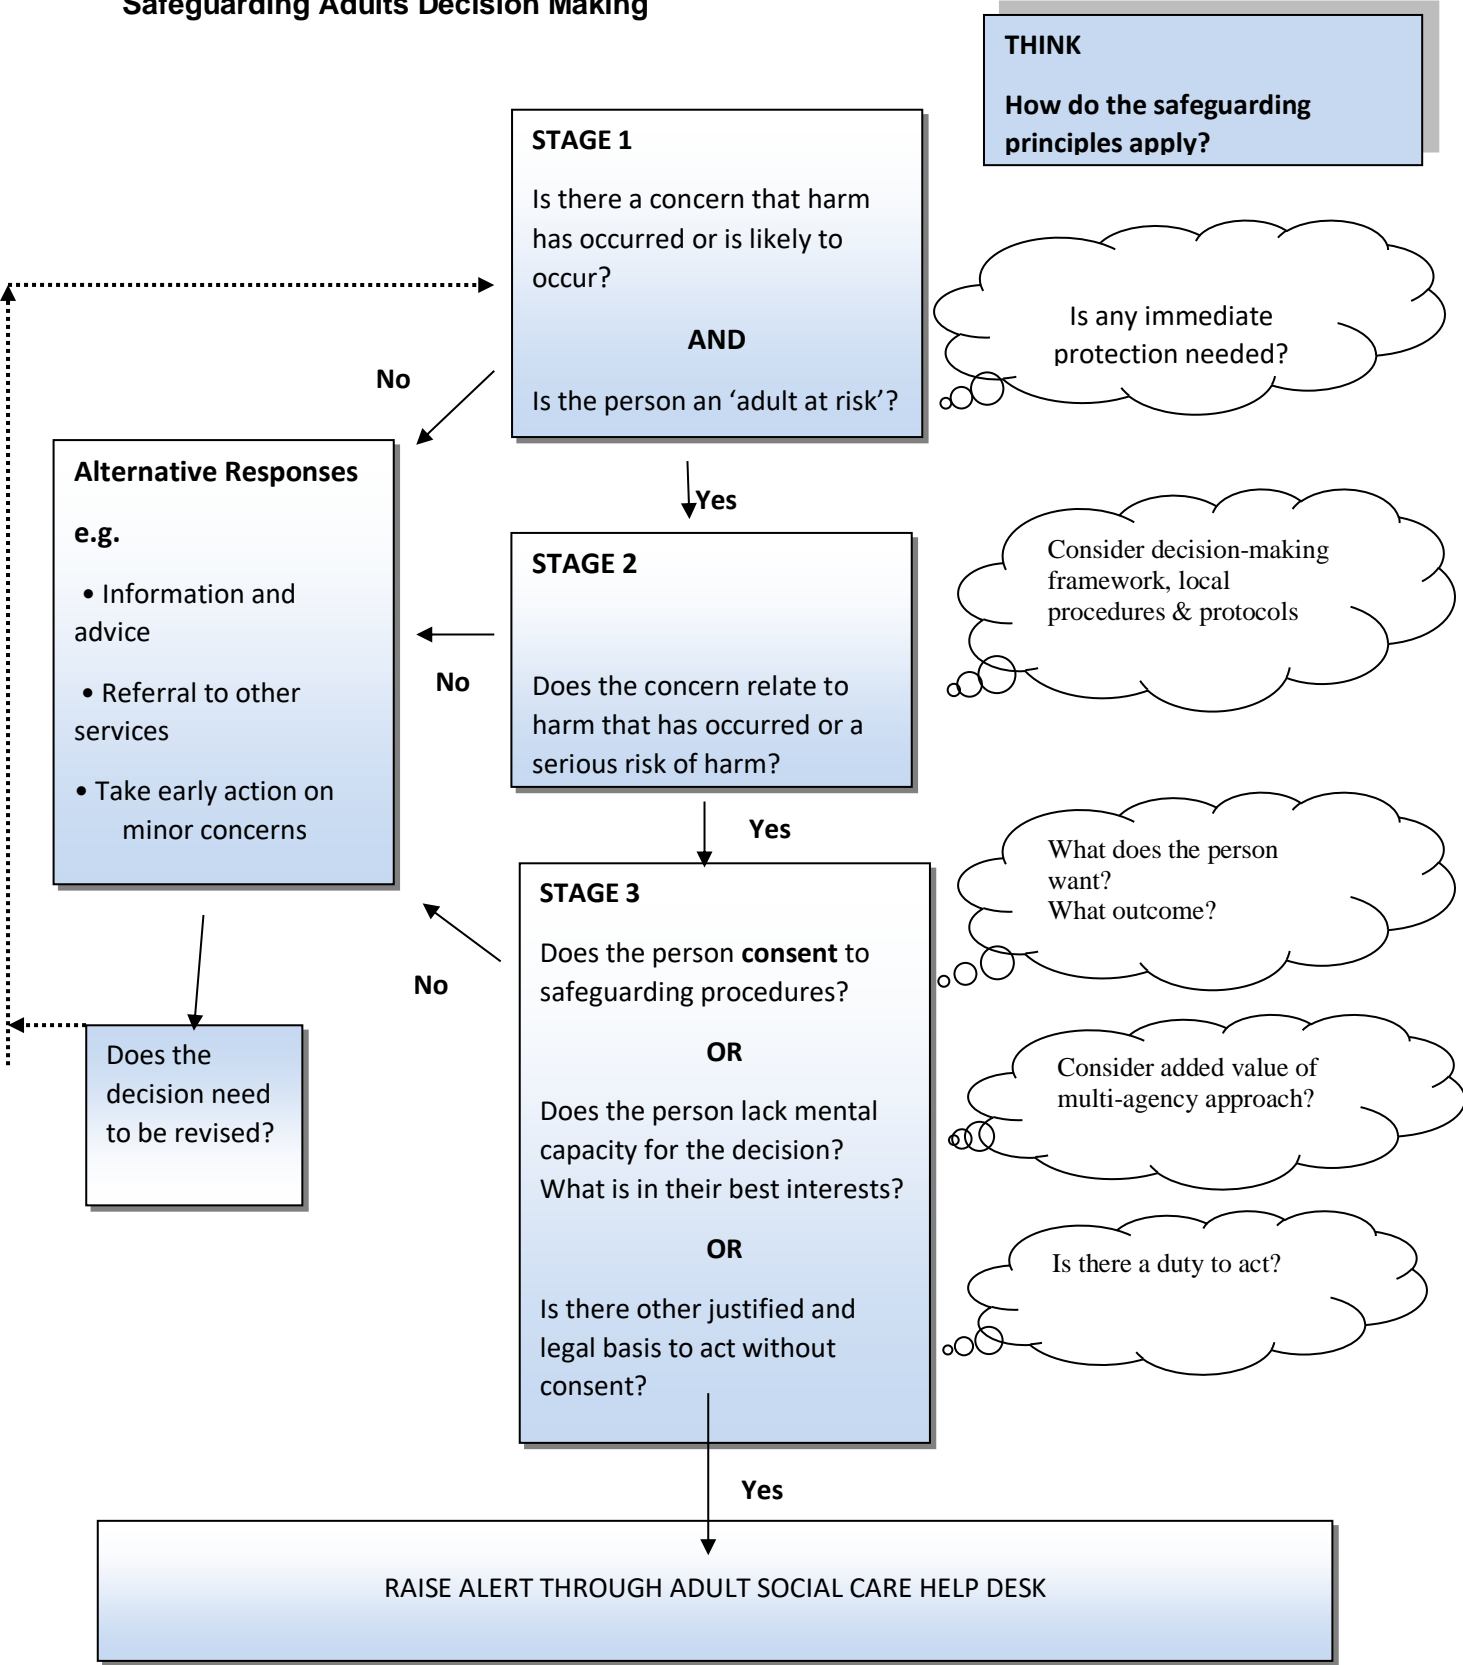 Safeguarding Adults Decision Making
THINK
How do the safeguarding
principles apply?
STAGE 1
Is there a concern that harm
has occurred or is likely to
occur?
AND
Is the person an ‘adult at risk’?
Is any immediate
protection needed?
No
Yes
Alternative Responses
e.g.
• Information and
advice
• Referral to other
services
• Take early action on
minor concerns
STAGE 2
Does the concern relate to
harm that has occurred or a
serious risk of harm?
Consider decision-making
framework, local
procedures & protocols
No
Yes
STAGE 3
Does the person consent to
safeguarding procedures?
OR
Does the person lack mental
capacity for the decision?
What is in their best interests?
OR
Is there other justified and
legal basis to act without
consent?
What does the person
want?
What outcome?
No
Does the
decision need
to be revised?
Consider added value of
multi-agency approach?
Is there a duty to act?
Yes
RAISE ALERT THROUGH ADULT SOCIAL CARE HELP DESK